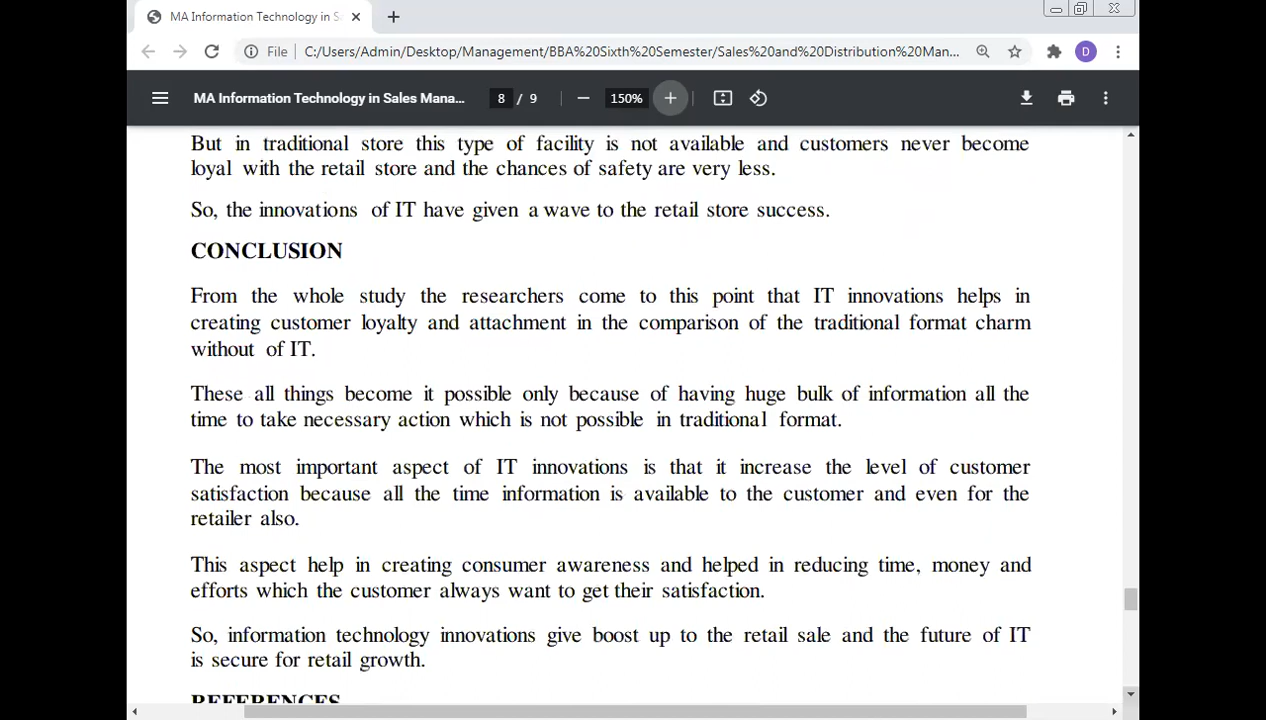 MA Information Technology in S
File C:/Users/Admin/Desktop/Management/BBA%20Sixth%20Semester/Sales%20and%20Distribution%20Man...
D
MA Information Technology in Sales Mana...
8 / 9
150%
But in traditional store this type of facility is not available and customers never become
loyal with the retail store and the chances of safety are very less.
So, the innovations of IT have given a wave to the retail store success.
CONCLUSION
From the whole study the researchers come to this point that IT innovations helps in
creating customer loyalty and attachment in the comparison of the traditional format charm
without of IT.
These all things become it possible only because of having huge bulk of information all the
time to take necessary action which is not possible in traditional format.
The most important aspect of IT innovations is that it increase the level of customer
satisfaction because all the time information is available to the customer and even for the
retailer also.
This aspect help in creating consumer awareness and helped in reducing time, money and
efforts which the customer always want to get their satisfaction.
So, information technology innovations give boost up to the retail sale and the future of IT
is secure for retail growth.
REFERENCES